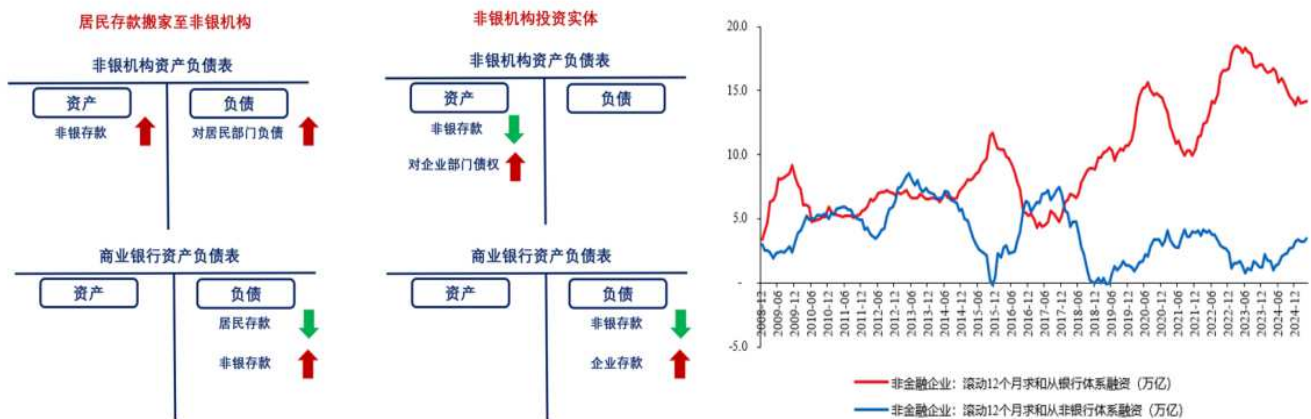 居民存款搬家至非银机构
非银机构资产负债表
资产
负债
非银存款
对居民部门负债
商业银行资产负债表
资产
负债
居民存款
非银存款
非银机构投资实体
非银机构资产负债表
资产
负债
非银存款
对企业部门债权
商业银行资产负债表
资产
负债
非银存款
企业存款
20.0
15.0
10.0
5.0
-
-5.0
2008-12
2009-06
2009-12
2010-06
2010-12
2011-06
2011-12
2012-06
2012-12
2013-06
2013-12
2014-06
2014-12
2015-06
2015-12
2016-06
2016-12
2017-06
2017-12
2018-06
2018-12
2019-06
2019-12
2020-06
2020-12
2021-06
2021-12
2022-06
2022-12
2023-06
2023-12
2024-06
2024-12
非金融企业：滚动12个月求和从银行体系融资（万亿）
非金融企业：滚动12个月求和从非银行体系融资（万亿）